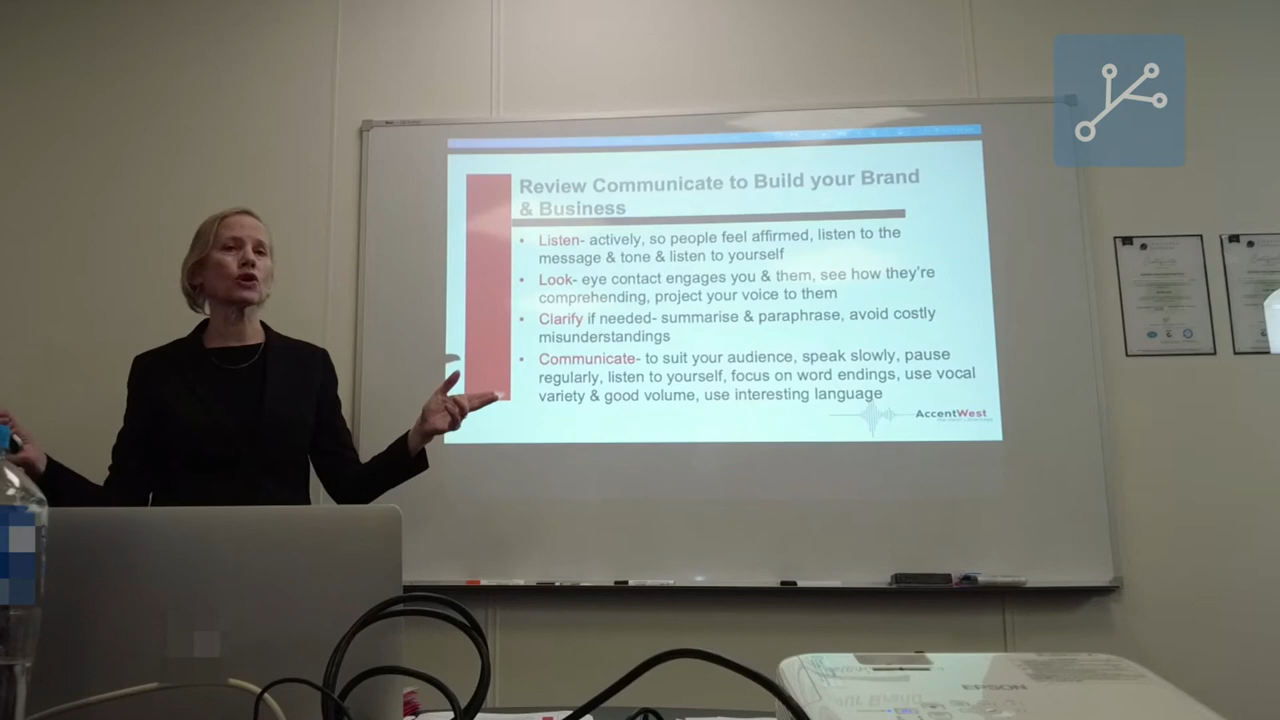 Review Communicate to Build your Brand
& Business
• Listen- actively, so people feel affirmed, listen to the
message & tone & listen to yourself
• Look- eye contact engages you & them, see how they're
comprehending, project your voice to them
• Clarify if needed- summarise & paraphrase, avoid costly
misunderstandings
• Communicate- to suit your audience, speak slowly, pause
regularly, listen to yourself, focus on word endings, use vocal
variety & good volume, use interesting language
AccentWest
EPSON